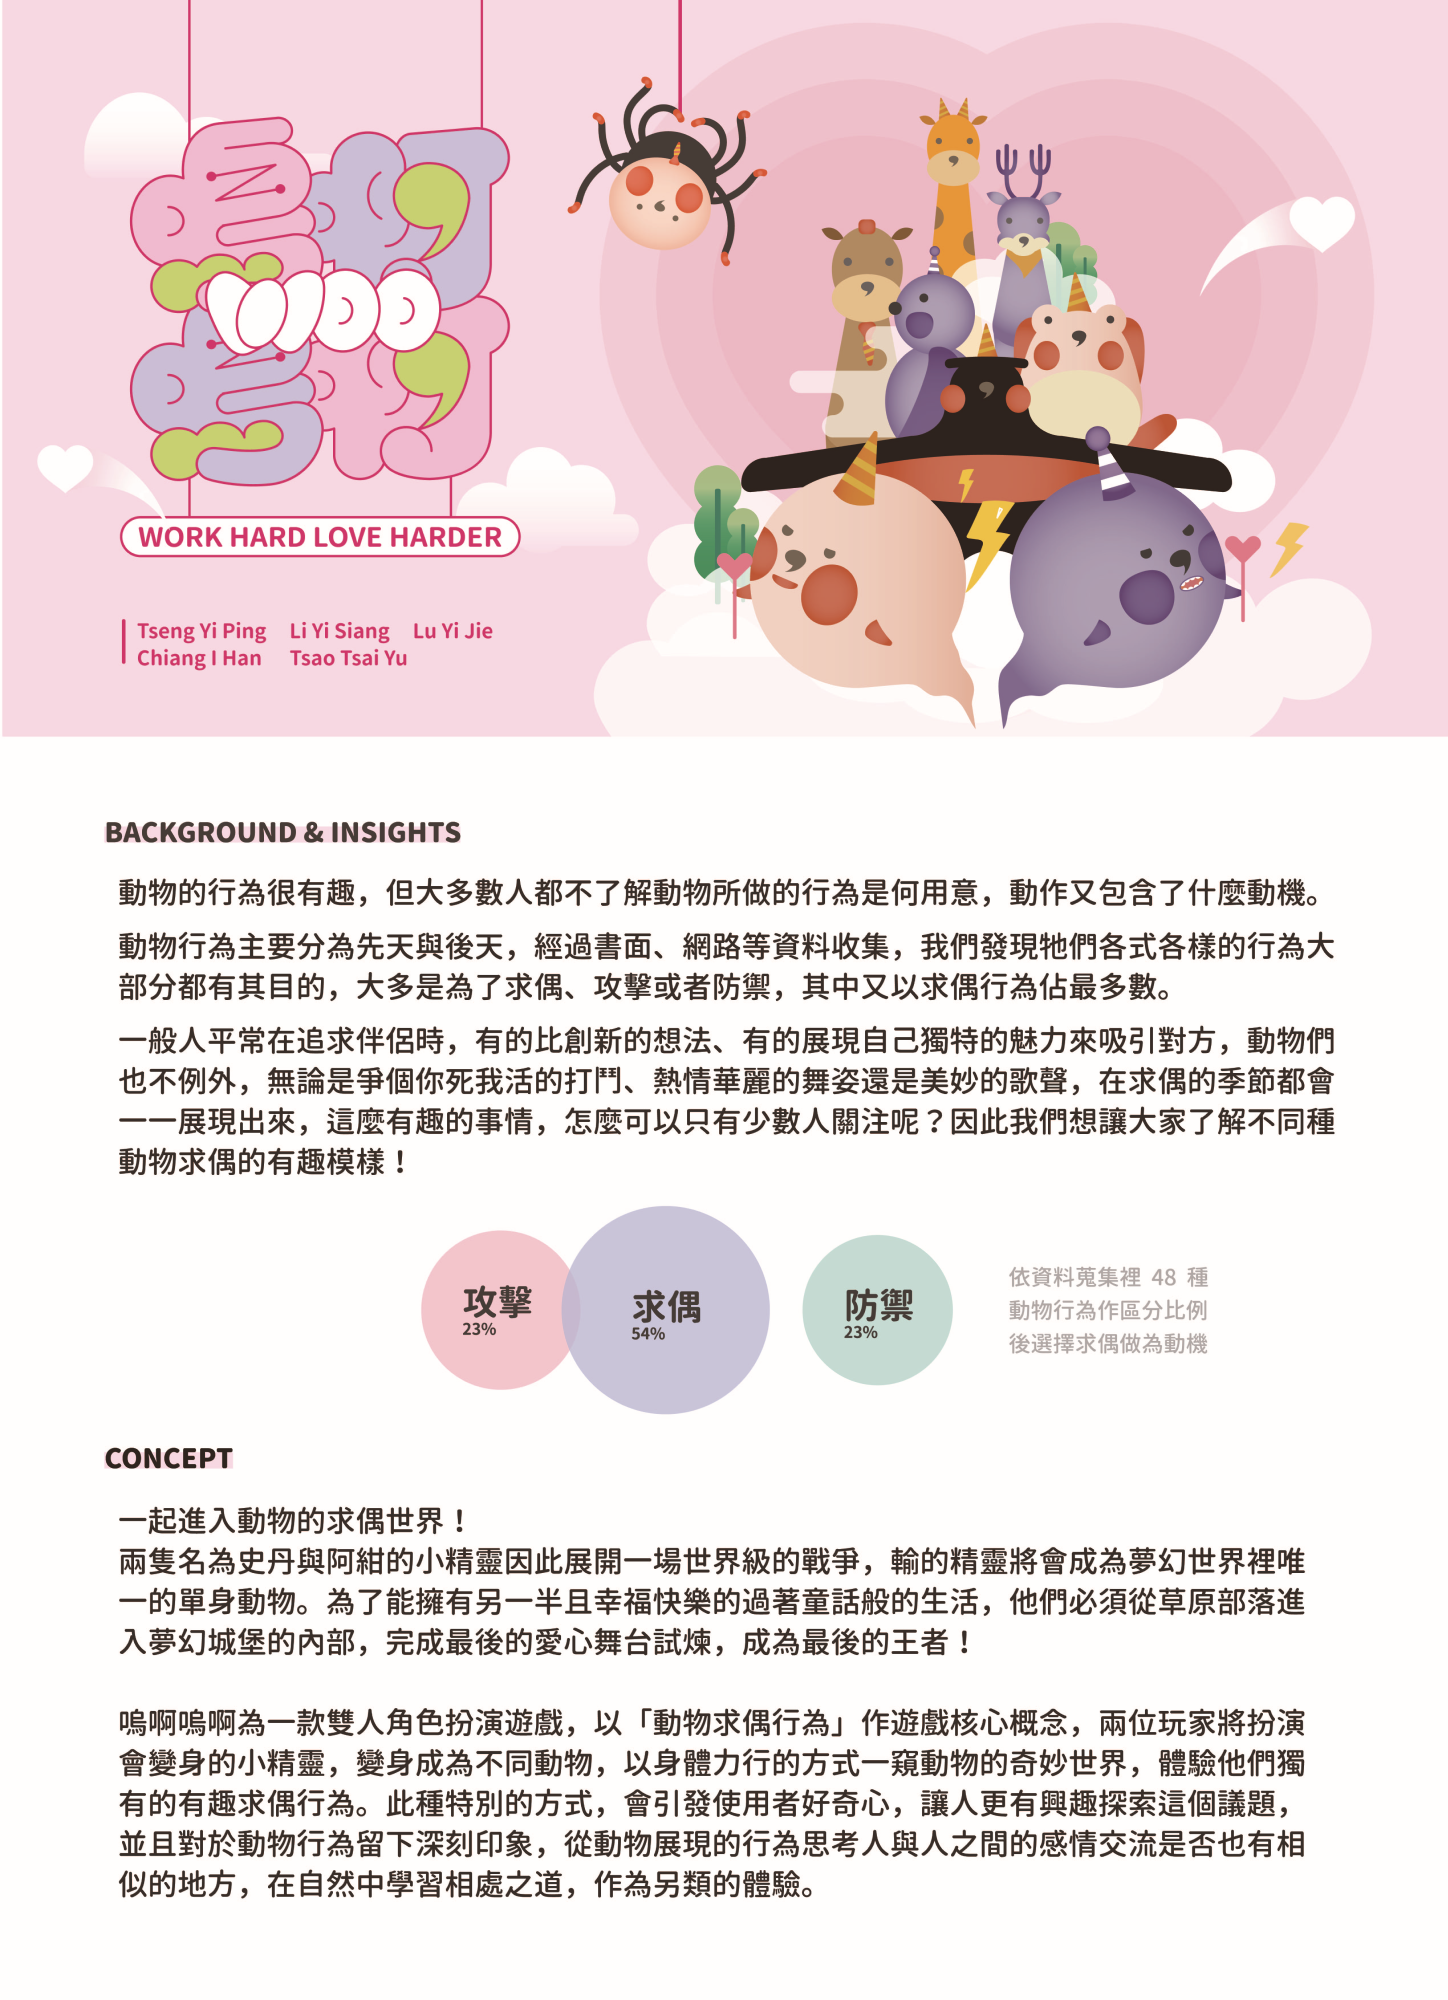 嗚啊
嗚啊
WOO
WORK HARD LOVE HARDER
Tseng Yi Ping Li Yi Siang Lu Yi Jie
Chiang I Han Tsao Tsai Yu
BACKGROUND & INSIGHTS
動物的行為很有趣，但大多數人都不了解動物所做的行為是何用意，動作又包含了什麼動機。
動物行為主要分為先天與後天，經過書面、網路等資料收集，我們發現牠們各式各樣的行為大
部分都有其目的，大多是為了求偶、攻擊或者防禦，其中又以求偶行為佔最多數。
一般人平常在追求伴侶時，有的比創新的想法、有的展現自己獨特的魅力來吸引對方，動物們
也不例外，無論是爭個你死我活的打鬥、熱情華麗的舞姿還是美妙的歌聲，在求偶的季節都會
一一展現出來，這麼有趣的事情，怎麼可以只有少數人關注呢？因此我們想讓大家了解不同種
動物求偶的有趣模樣！
攻擊
23%
求偶
54%
防禦
23%
依資料蒐集裡 48 種
動物行為作區分比例
後選擇求偶做為動機
CONCEPT
一起進入動物的求偶世界！
兩隻名為史丹與阿紺的小精靈因此展開一場世界級的戰爭，輸的精靈將會成為夢幻世界裡唯
一的單身動物。為了能擁有另一半且幸福快樂的過著童話般的生活，他們必須從草原部落進
入夢幻城堡的內部，完成最後的愛心舞台試煉，成為最後的王者！
嗚啊嗚啊為一款雙人角色扮演遊戲，以「動物求偶行為」作遊戲核心概念，兩位玩家將扮演
會變身的小精靈，變身成為不同動物，以身體力行的方式一窺動物的奇妙世界，體驗他們獨
有的有趣求偶行為。此種特別的方式，會引發使用者好奇心，讓人更有興趣探索這個議題，
並且對於動物行為留下深刻印象，從動物展現的行為思考人與人之間的感情交流是否也有相
似的地方，在自然中學習相處之道，作為另類的體驗。